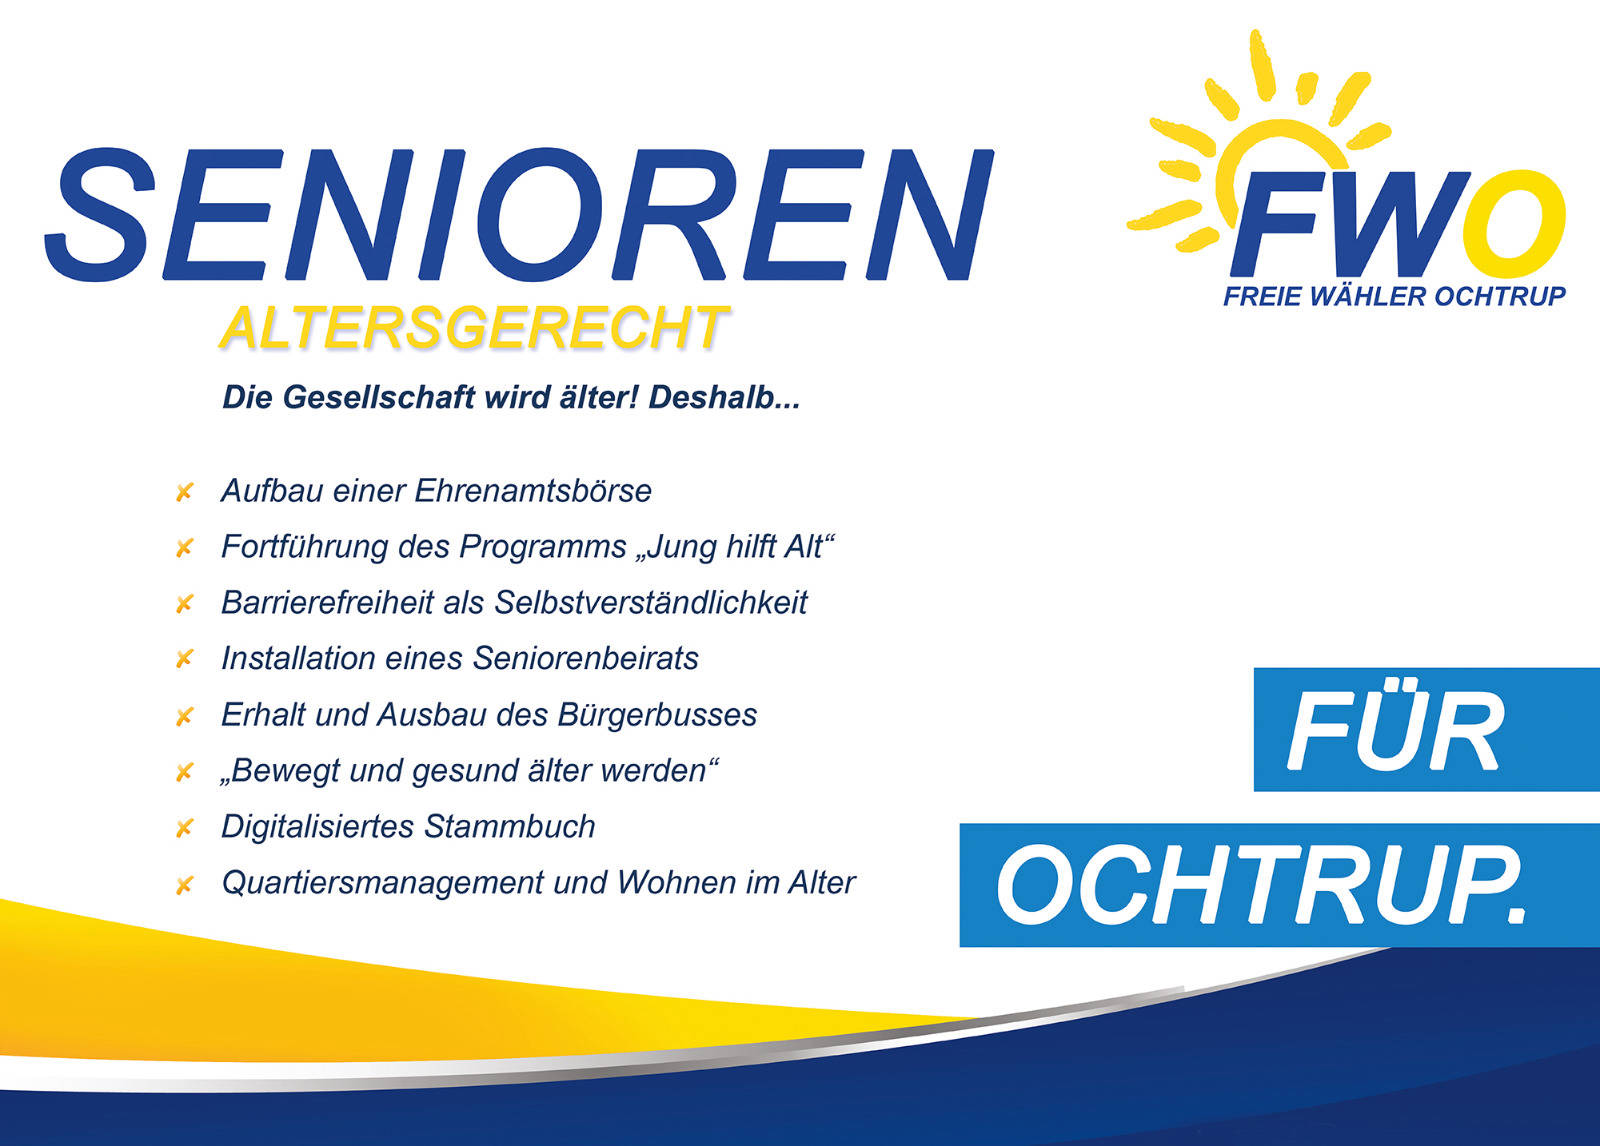 SENIOREN
ALTERSGERECHT
FWO
FREIE WÄHLER OCHTRUP
Die Gesellschaft wird älter! Deshalb...
Aufbau einer Ehrenamtsbörse
Fortführung des Programms „Jung hilft Alt“
Barrierefreiheit als Selbstverständlichkeit
Installation eines Seniorenbeirats
Erhalt und Ausbau des Bürgerbusses
„Bewegt und gesund älter werden“
Digitalisiertes Stammbuch
Quartiersmanagement und Wohnen im Alter
FÜR
OCHTRUP.